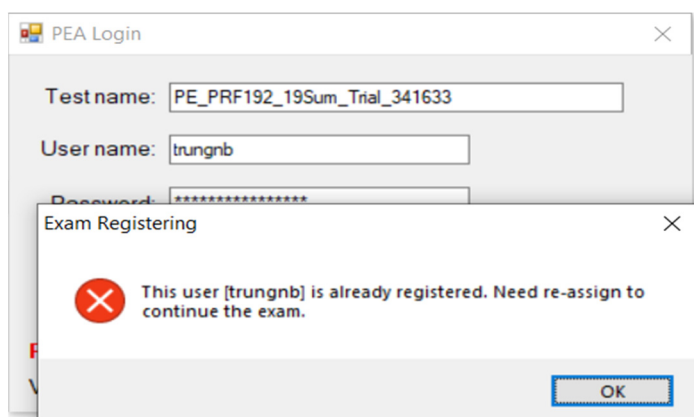 PEA Login
Test name: PE_PRF192_19Sum_Trial_341633
User name: trungnb
Password: ****************
Exam Registering
This user [trungnb] is already registered. Need re-assign to
continue the exam.
OK